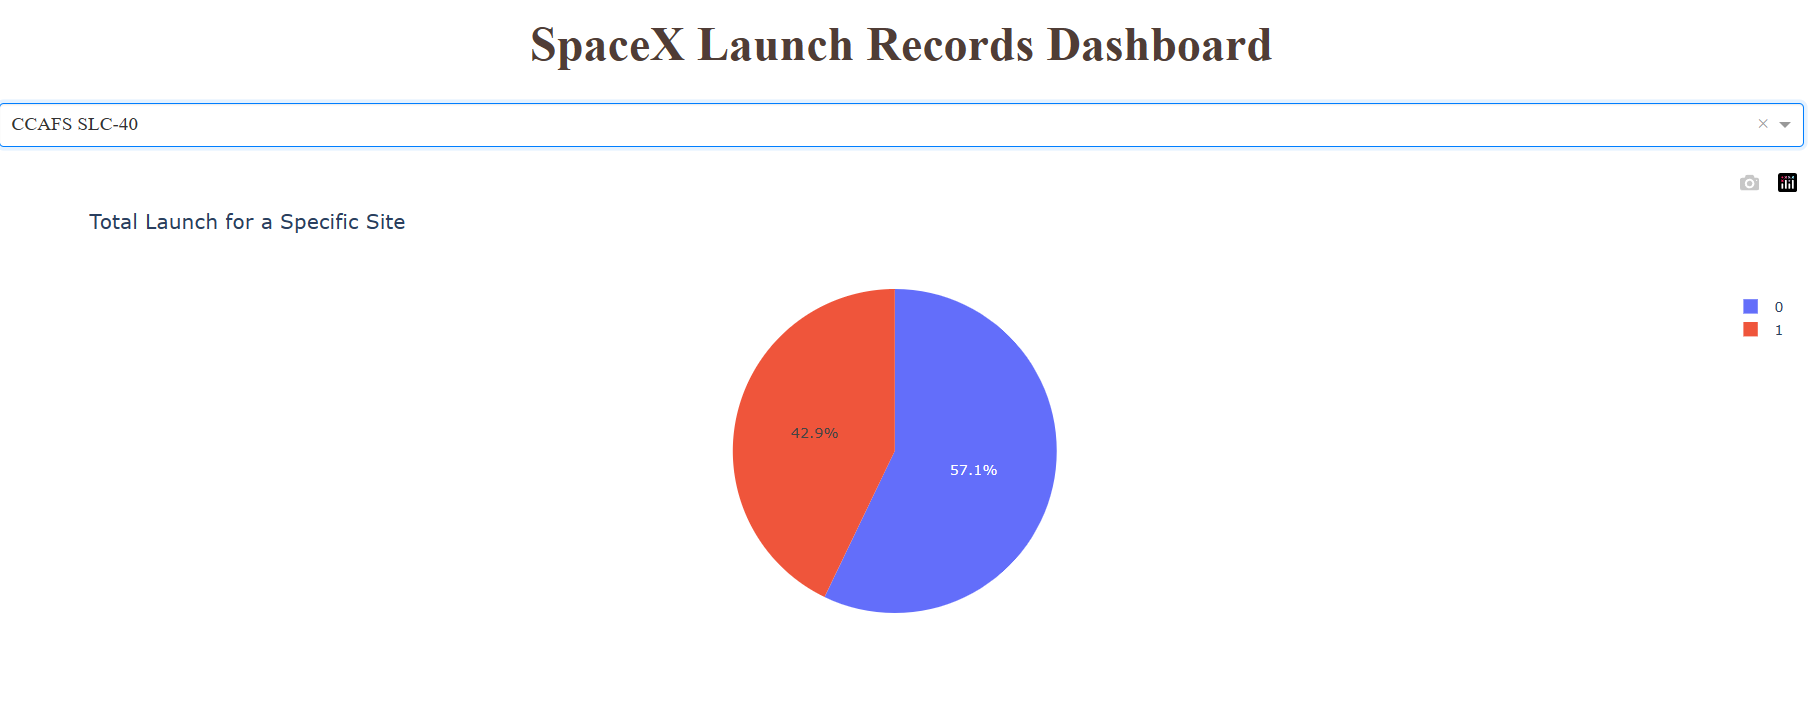 SpaceX Launch Records Dashboard
CCAFS SLC-40
Total Launch for a Specific Site
0
1
42.9%
57.1%